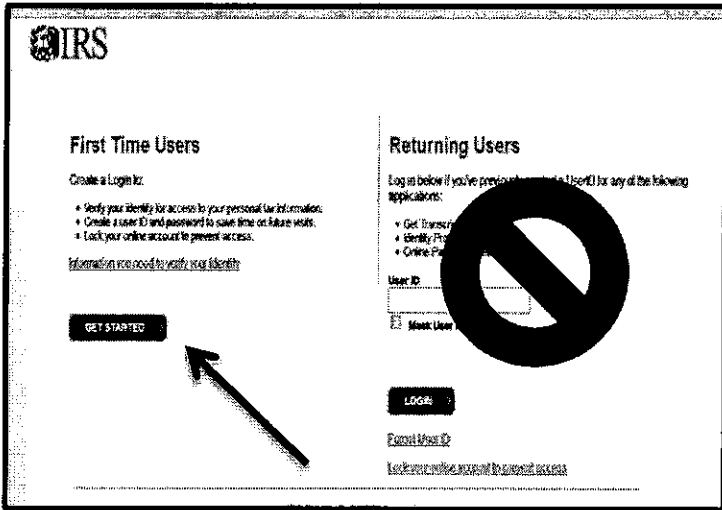 IRS
First Time Users
Create a Login to:
• Verify your identity for access to your personal tax information.
• Create a user ID and password to save time on future visits.
• Lock your online account to prevent access.
Information you need to verify your identity
GET STARTED
Returning Users
Log in below if you've previously a UserID for any of the following
applications:
• Get Transcript
• Identity
• Online
User ID
Mask User
LOGIN
Forgot User ID
Lock your online account to prevent access